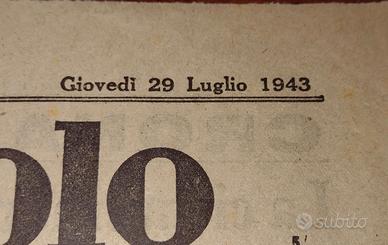 Giovedì 29 Luglio 1943
olo
subito